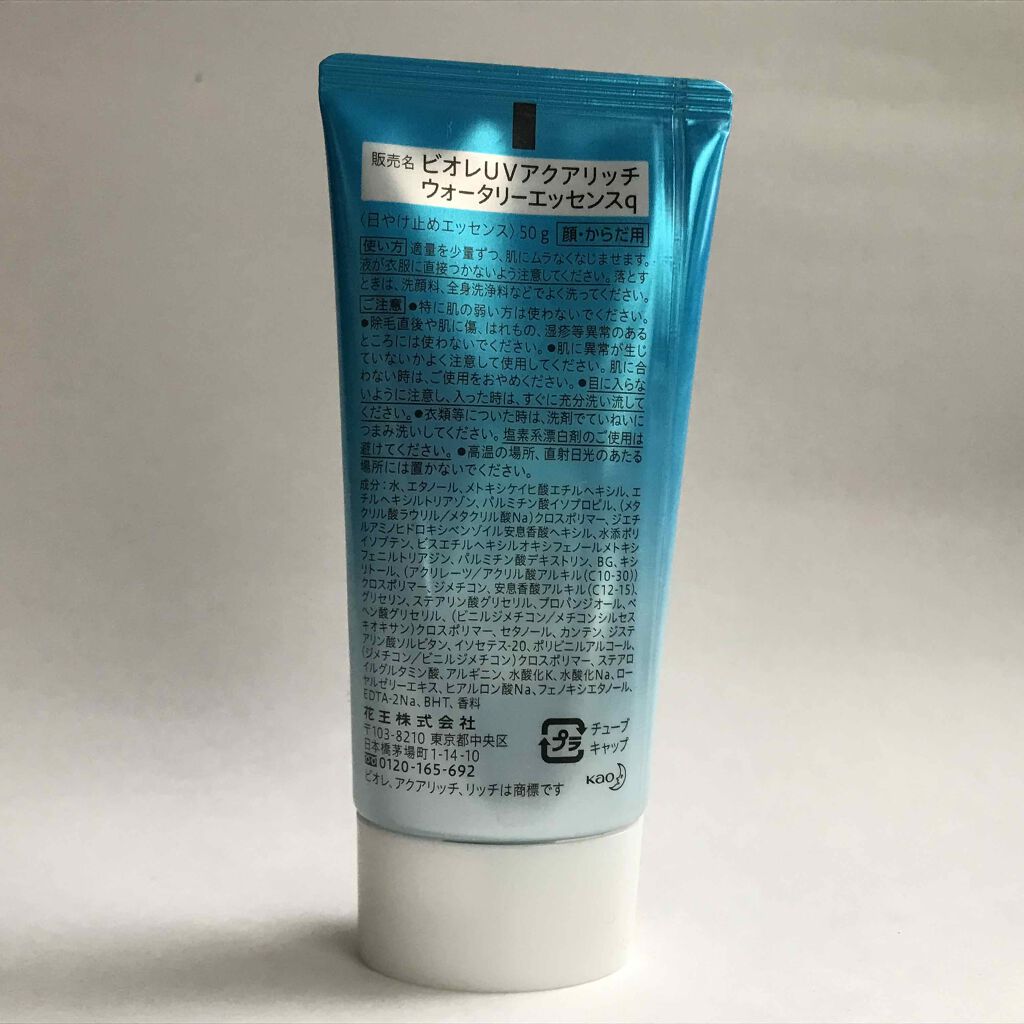 販売名 ビオレUVアクアリッチ
ウォータリーエッセンスq
〈日やけ止めエッセンス〉50g 顔・からだ用
使い方 適量を少量ずつ、肌にムラなくなじませます。
液が衣服に直接つかないよう注意してください。落とす
ときは、洗顔料、全身洗浄料などでよく洗ってください。
ご注意 ●特に肌の弱い方は使わないでください。
●除毛直後や肌に傷、はれもの、湿疹等異常のある
ところには使わないでください。●肌に異常が生じ
ていないかよく注意して使用してください。肌に合
わない時は、ご使用をおやめください。●目に入らな
いように注意し、入った時は、すぐに充分洗い流して
ください。●衣類等についた時は、洗剤でていねいに
つまみ洗いしてください。塩素系漂白剤のご使用は
避けてください。●高温の場所、直射日光のあたる
場所には置かないでください。
成分：水、エタノール、メトキシケイヒ酸エチルヘキシル、エ
チルヘキシルトリアゾン、パルミチン酸イソプロピル、(メタ
クリル酸ラウリル／メタクリル酸Na)クロスポリマー、ジエチ
ルアミノヒドロキシベンゾイル安息香酸ヘキシル、水添ポリ
イソブテン、ビスエチルヘキシルオキシフェノールメトキシ
フェニルトリアジン、パルミチン酸デキストリン、BG、キシ
リトール、(アクリレーツ／アクリル酸アルキル(C10-30))
クロスポリマー、ジメチコン、安息香酸アルキル(C12-15)、
グリセリン、ステアリン酸グリセリル、プロパンジオール、ベ
ヘン酸グリセリル、(ビニルジメチコン／メチコンシルセス
キオキサン)クロスポリマー、セタノール、カンテン、ジステ
アリン酸ソルビタン、イソセテス-20、ポリビニルアルコール、
(ジメチコン／ビニルジメチコン)クロスポリマー、ステアロ
イルグルタミン酸、アルギニン、水酸化K、水酸化Na、ロー
ヤルゼリーエキス、ヒアルロン酸Na、フェノキシエタノール、
EDTA-2Na、BHT、香料
花王株式会社
〒103-8210 東京都中央区
日本橋茅場町1-14-10
0120-165-692
ビオレ、アクアリッチ、リッチは商標です
プラ
チューブ
キャップ
Kao